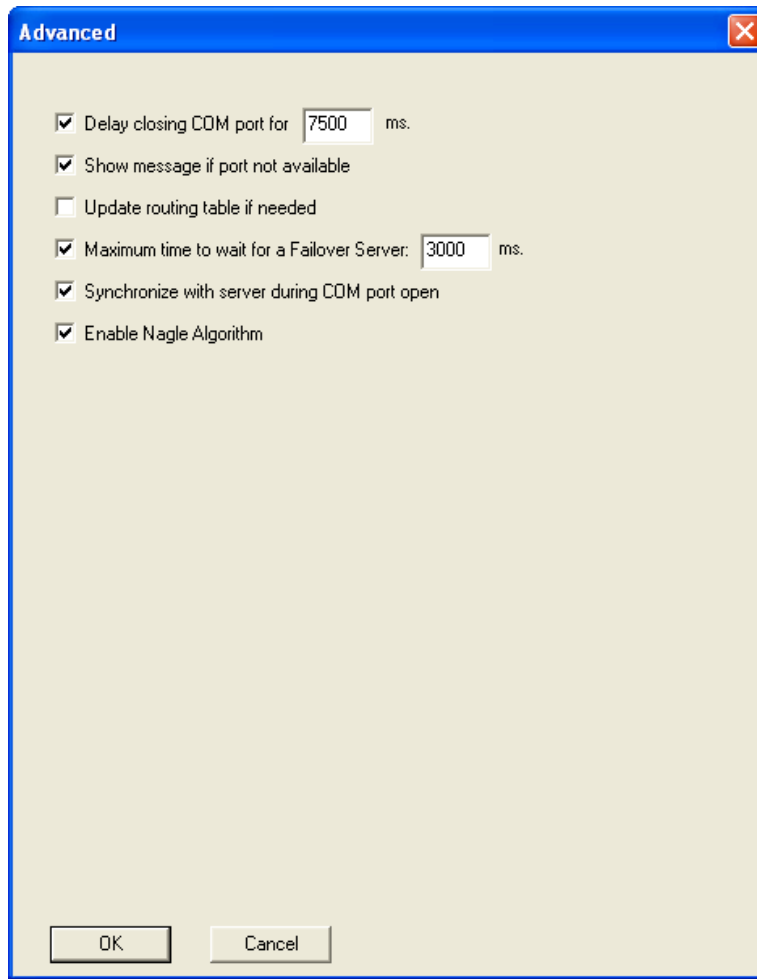 Advanced
Delay closing COM port for 7500 ms.
Show message if port not available
Update routing table if needed
Maximum time to wait for a Failover Server: 3000 ms.
Synchronize with server during COM port open
Enable Nagle Algorithm
OK Cancel